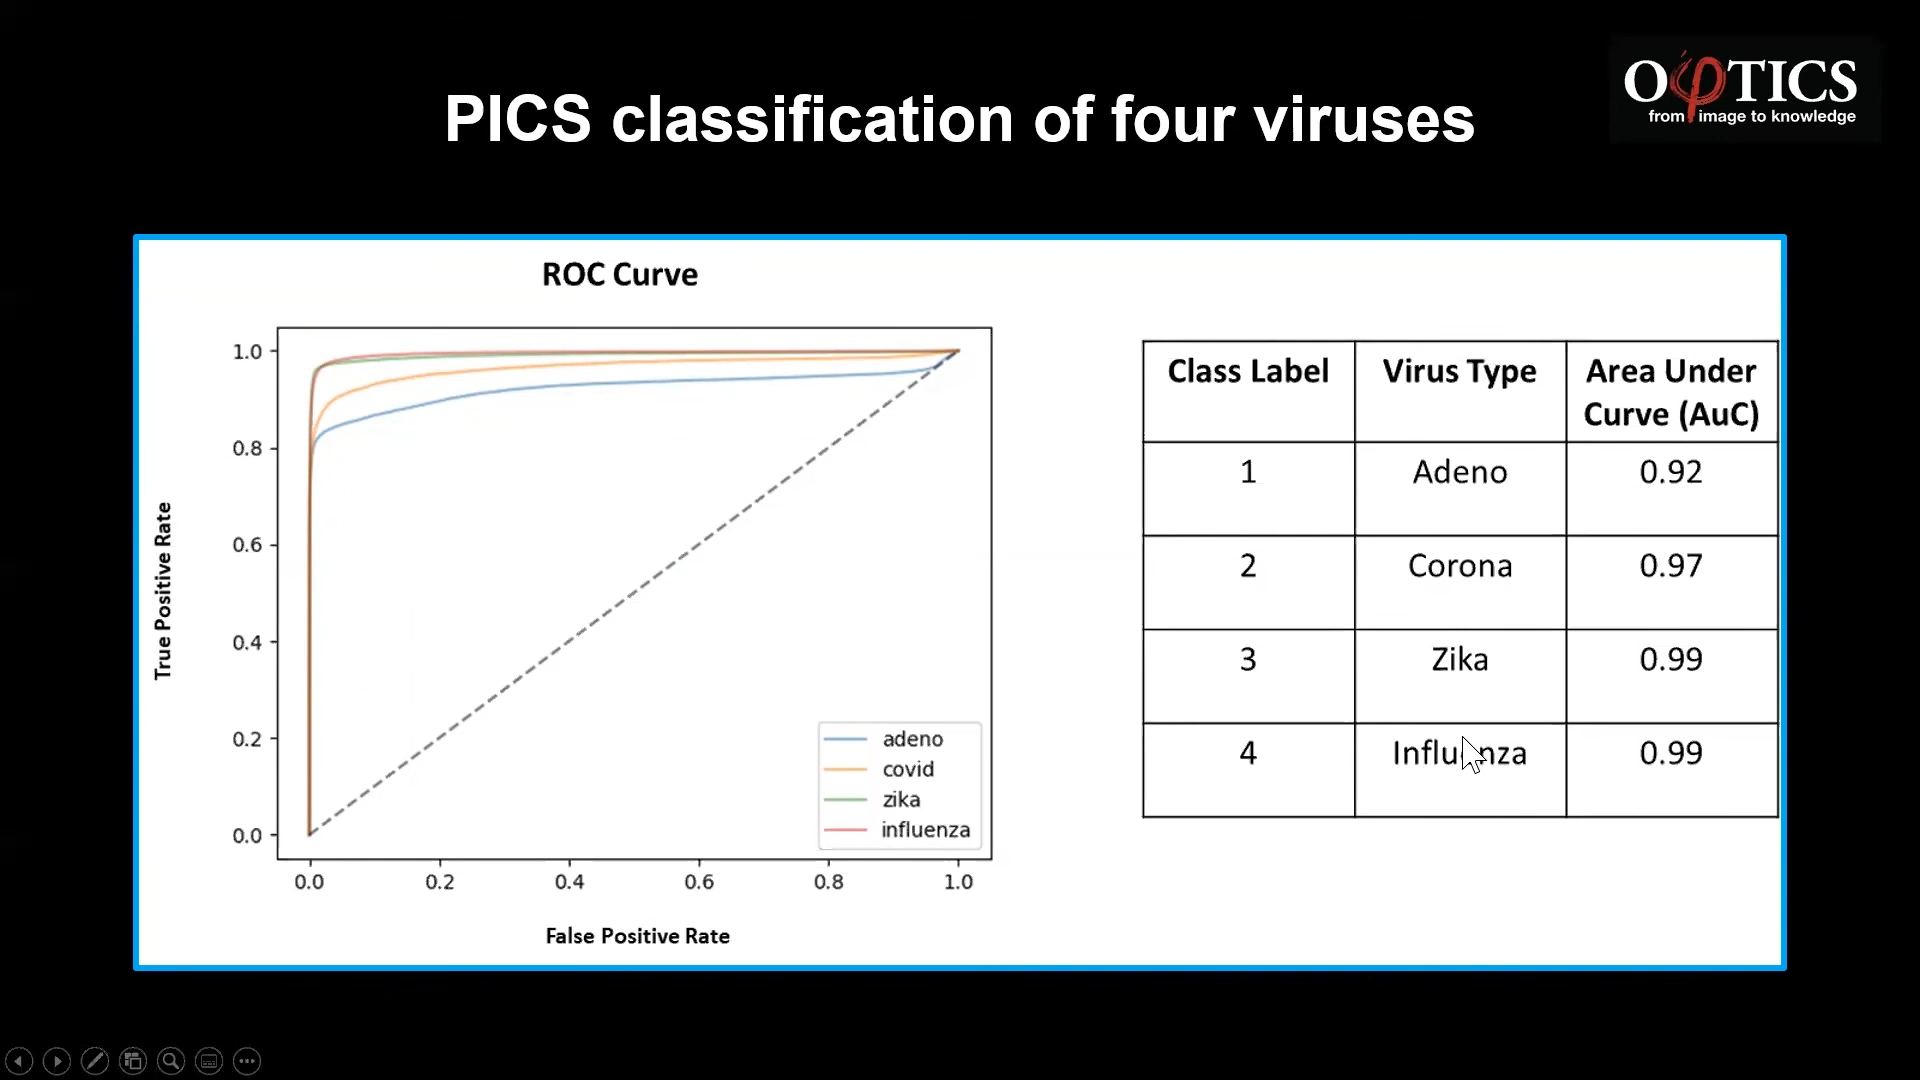 OφTICS
from image to knowledge
PICS classification of four viruses
ROC Curve
True Positive Rate
1.0
0.8
0.6
0.4
0.2
0.0
0.0 0.2 0.4 0.6 0.8 1.0
False Positive Rate
adeno
covid
zika
influenza
Class Label Virus Type Area Under
Curve (AuC)
1 Adeno 0.92
2 Corona 0.97
3 Zika 0.99
4 Influenza 0.99